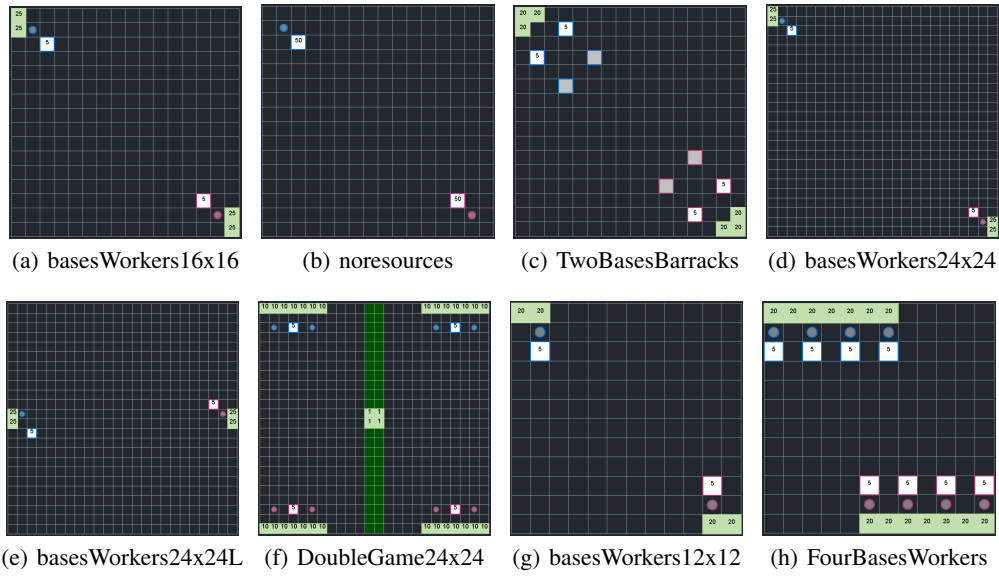 25
25
5
5
25
25
(a) basesWorkers16x16
50
50
(b) noresources
20 20
20 5
5
5
5 20
20 20
(c) TwoBasesBarracks
25
25
5
5
25
25
(d) basesWorkers24x24
5
25 25
25 25
5
(e) basesWorkers24x24L
10 10 10 10 10 10 10 10 10 10 10 10 10 10
5 5
1 1
1 1
5 5
10 10 10 10 10 10 10 10 10 10 10 10 10 10
(f) DoubleGame24x24
20 20
5
5
20 20
(g) basesWorkers12x12
20 20 20 20 20 20 20
5 5 5 5
5 5 5 5
20 20 20 20 20 20 20
(h) FourBasesWorkers